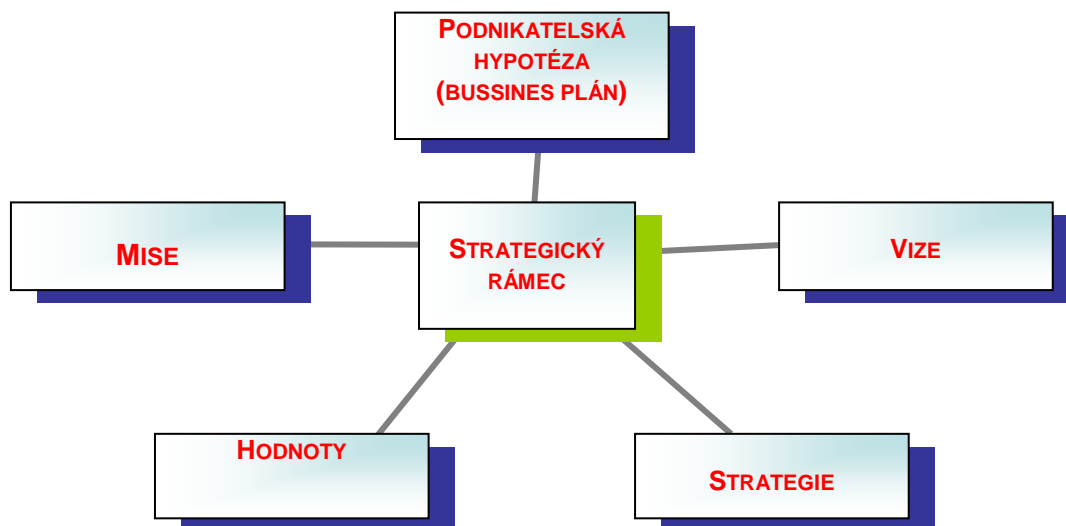 PODNIKATELSKÁ
HYPOTÉZA
(BUSSINES PLÁN)
MISE
STRATEGICKÝ
RÁMEC
VIZE
HODNOTY
STRATEGIE